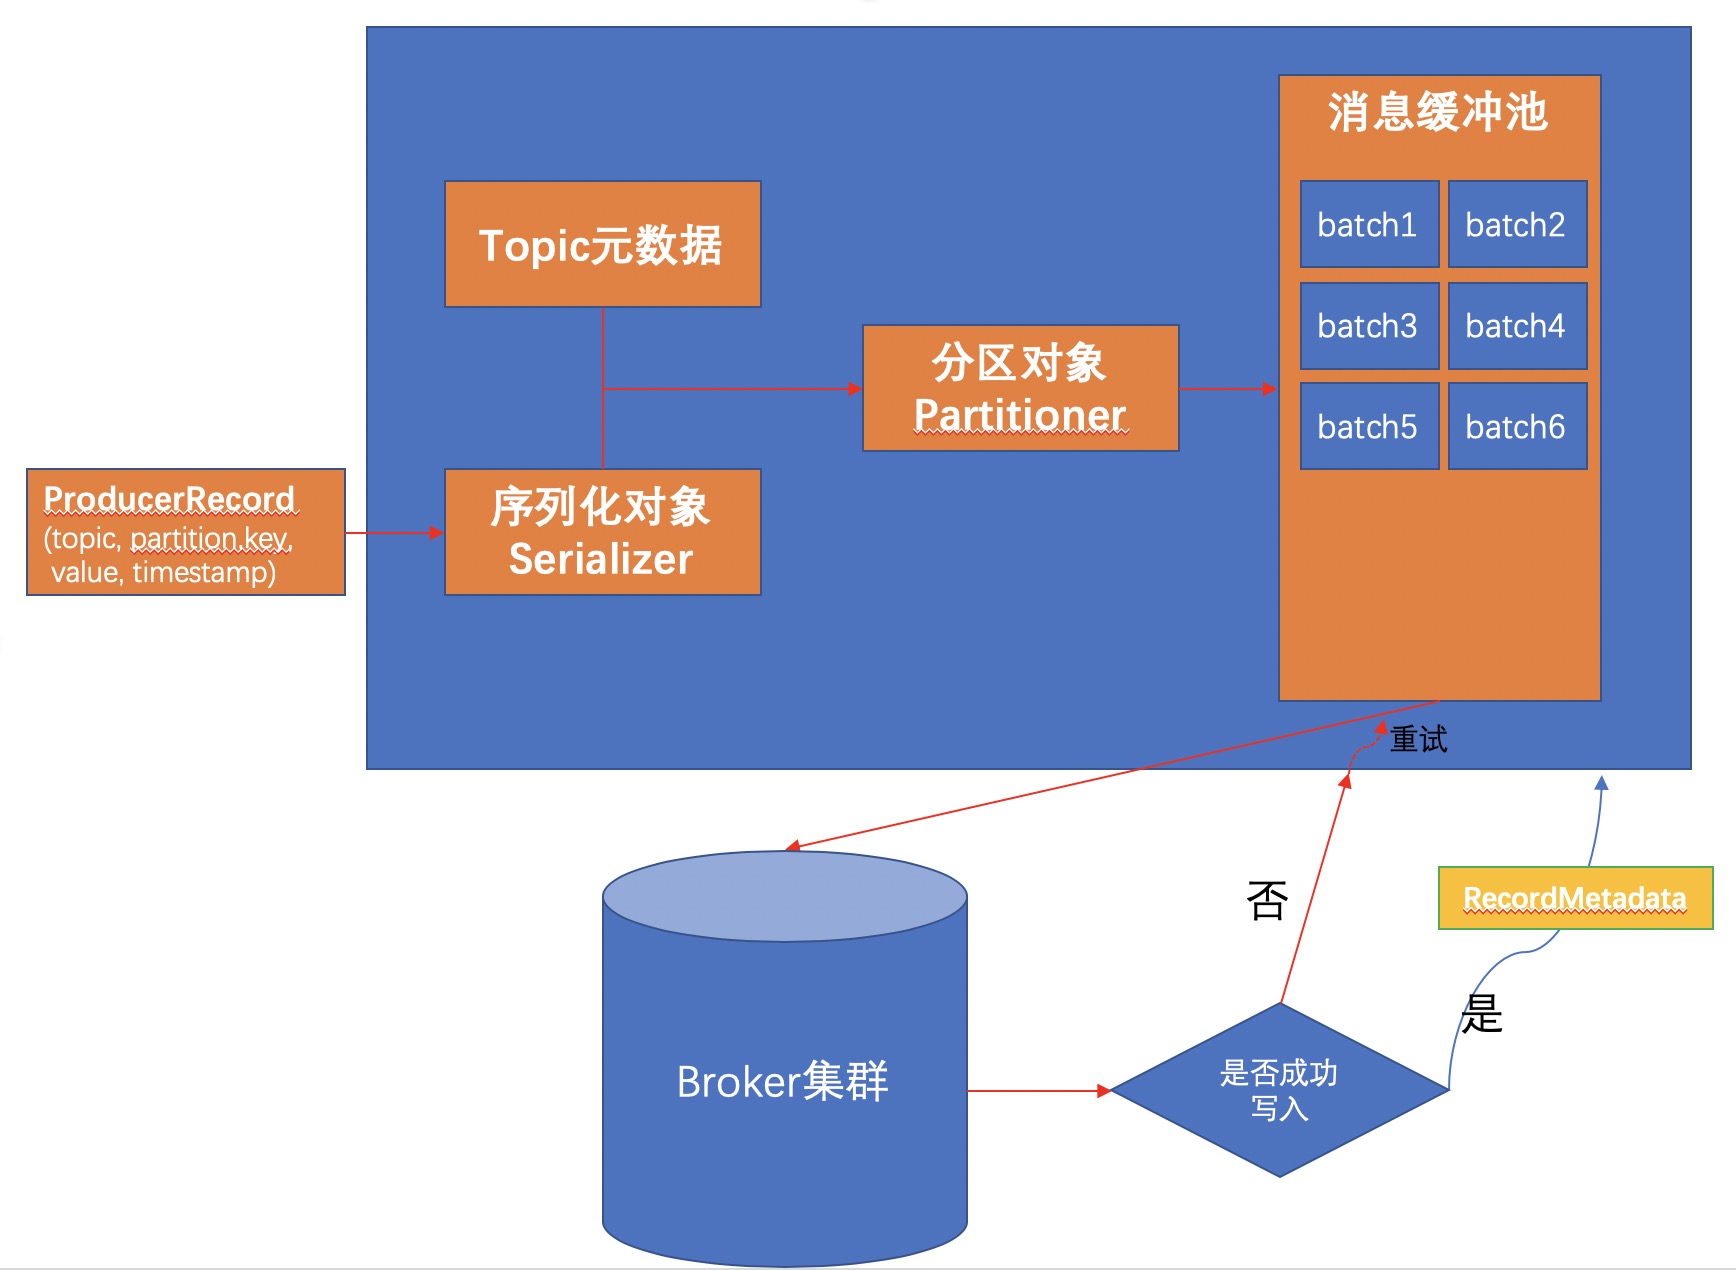 消息缓冲池
batch1
batch2
batch3
batch4
batch5
batch6
Topic元数据
分区对象
Partitioner
ProducerRecord
(topic, partition,key,
value, timestamp)
序列化对象
Serializer
重试
否
RecordMetadata
是
Broker集群
是否成功
写入